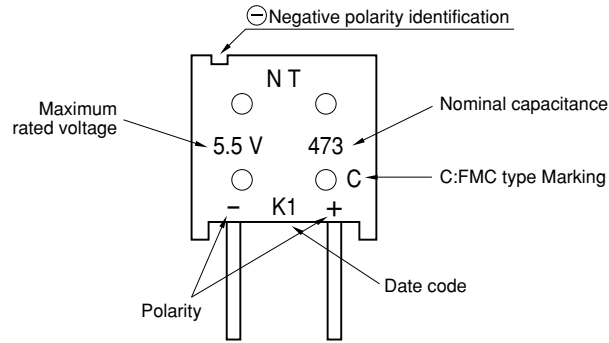 ⊖Negative polarity identification
N T
Maximum
rated voltage
Nominal capacitance
5.5 V 473
C
C:FMC type Marking
− K1 +
Date code
Polarity